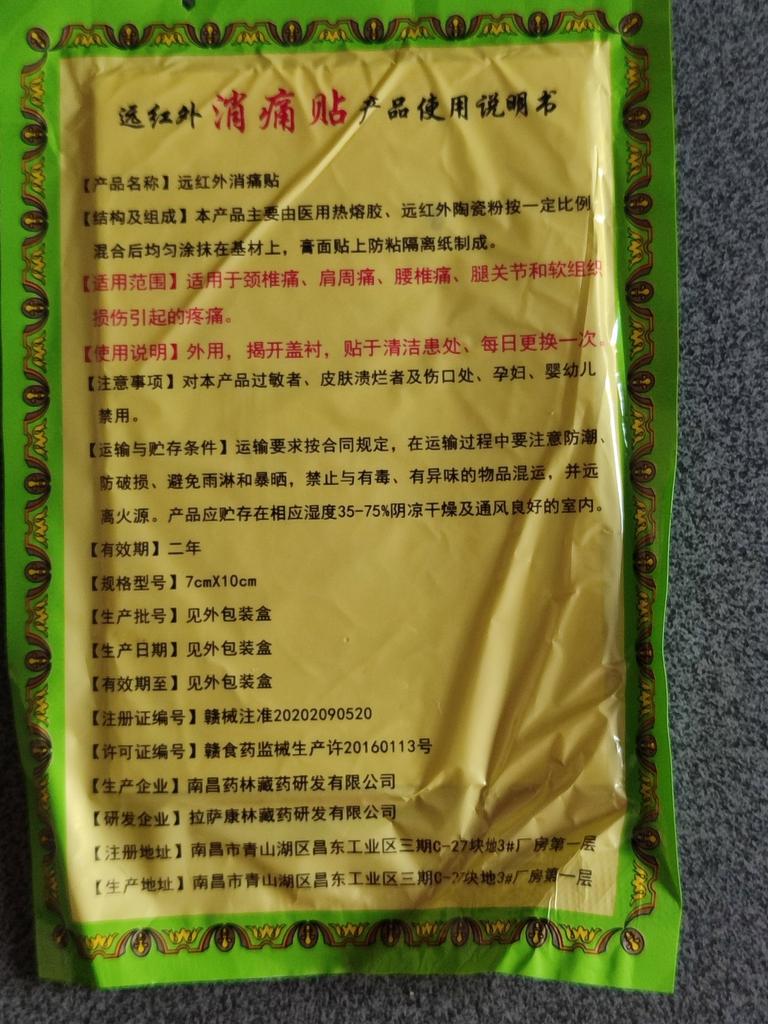 远红外消痛贴产品使用说明书
【产品名称】远红外消痛贴
【结构及组成】本产品主要由医用热熔胶、远红外陶瓷粉按一定比例
混合后均匀涂抹在基材上，膏面贴上防粘隔离纸制成。
【适用范围】适用于颈椎痛、肩周痛、腰椎痛、腿关节和软组织
损伤引起的疼痛。
【使用说明】外用，揭开盖衬，贴于清洁患处、每日更换一次。
【注意事项】对本产品过敏者、皮肤溃烂者及伤口处、孕妇、婴幼儿
禁用。
【运输与贮存条件】运输要求按合同规定，在运输过程中要注意防潮、
防破损、避免雨淋和暴晒，禁止与有毒、有异味的物品混运，并远
离火源。产品应贮存在相应湿度35-75%阴凉干燥及通风良好的室内。
【有效期】二年
【规格型号】7cmX10cm
【生产批号】见外包装盒
【生产日期】见外包装盒
【有效期至】见外包装盒
【注册证编号】赣械注准20202090520
【许可证编号】赣食药监械生产许20160113号
【生产企业】南昌药林藏药研发有限公司
【研发企业】拉萨康林藏药研发有限公司
【注册地址】南昌市青山湖区昌东工业区三期C-27块地3#厂房第一层
【生产地址】南昌市青山湖区昌东工业区三期C-27块地3#厂房第一层